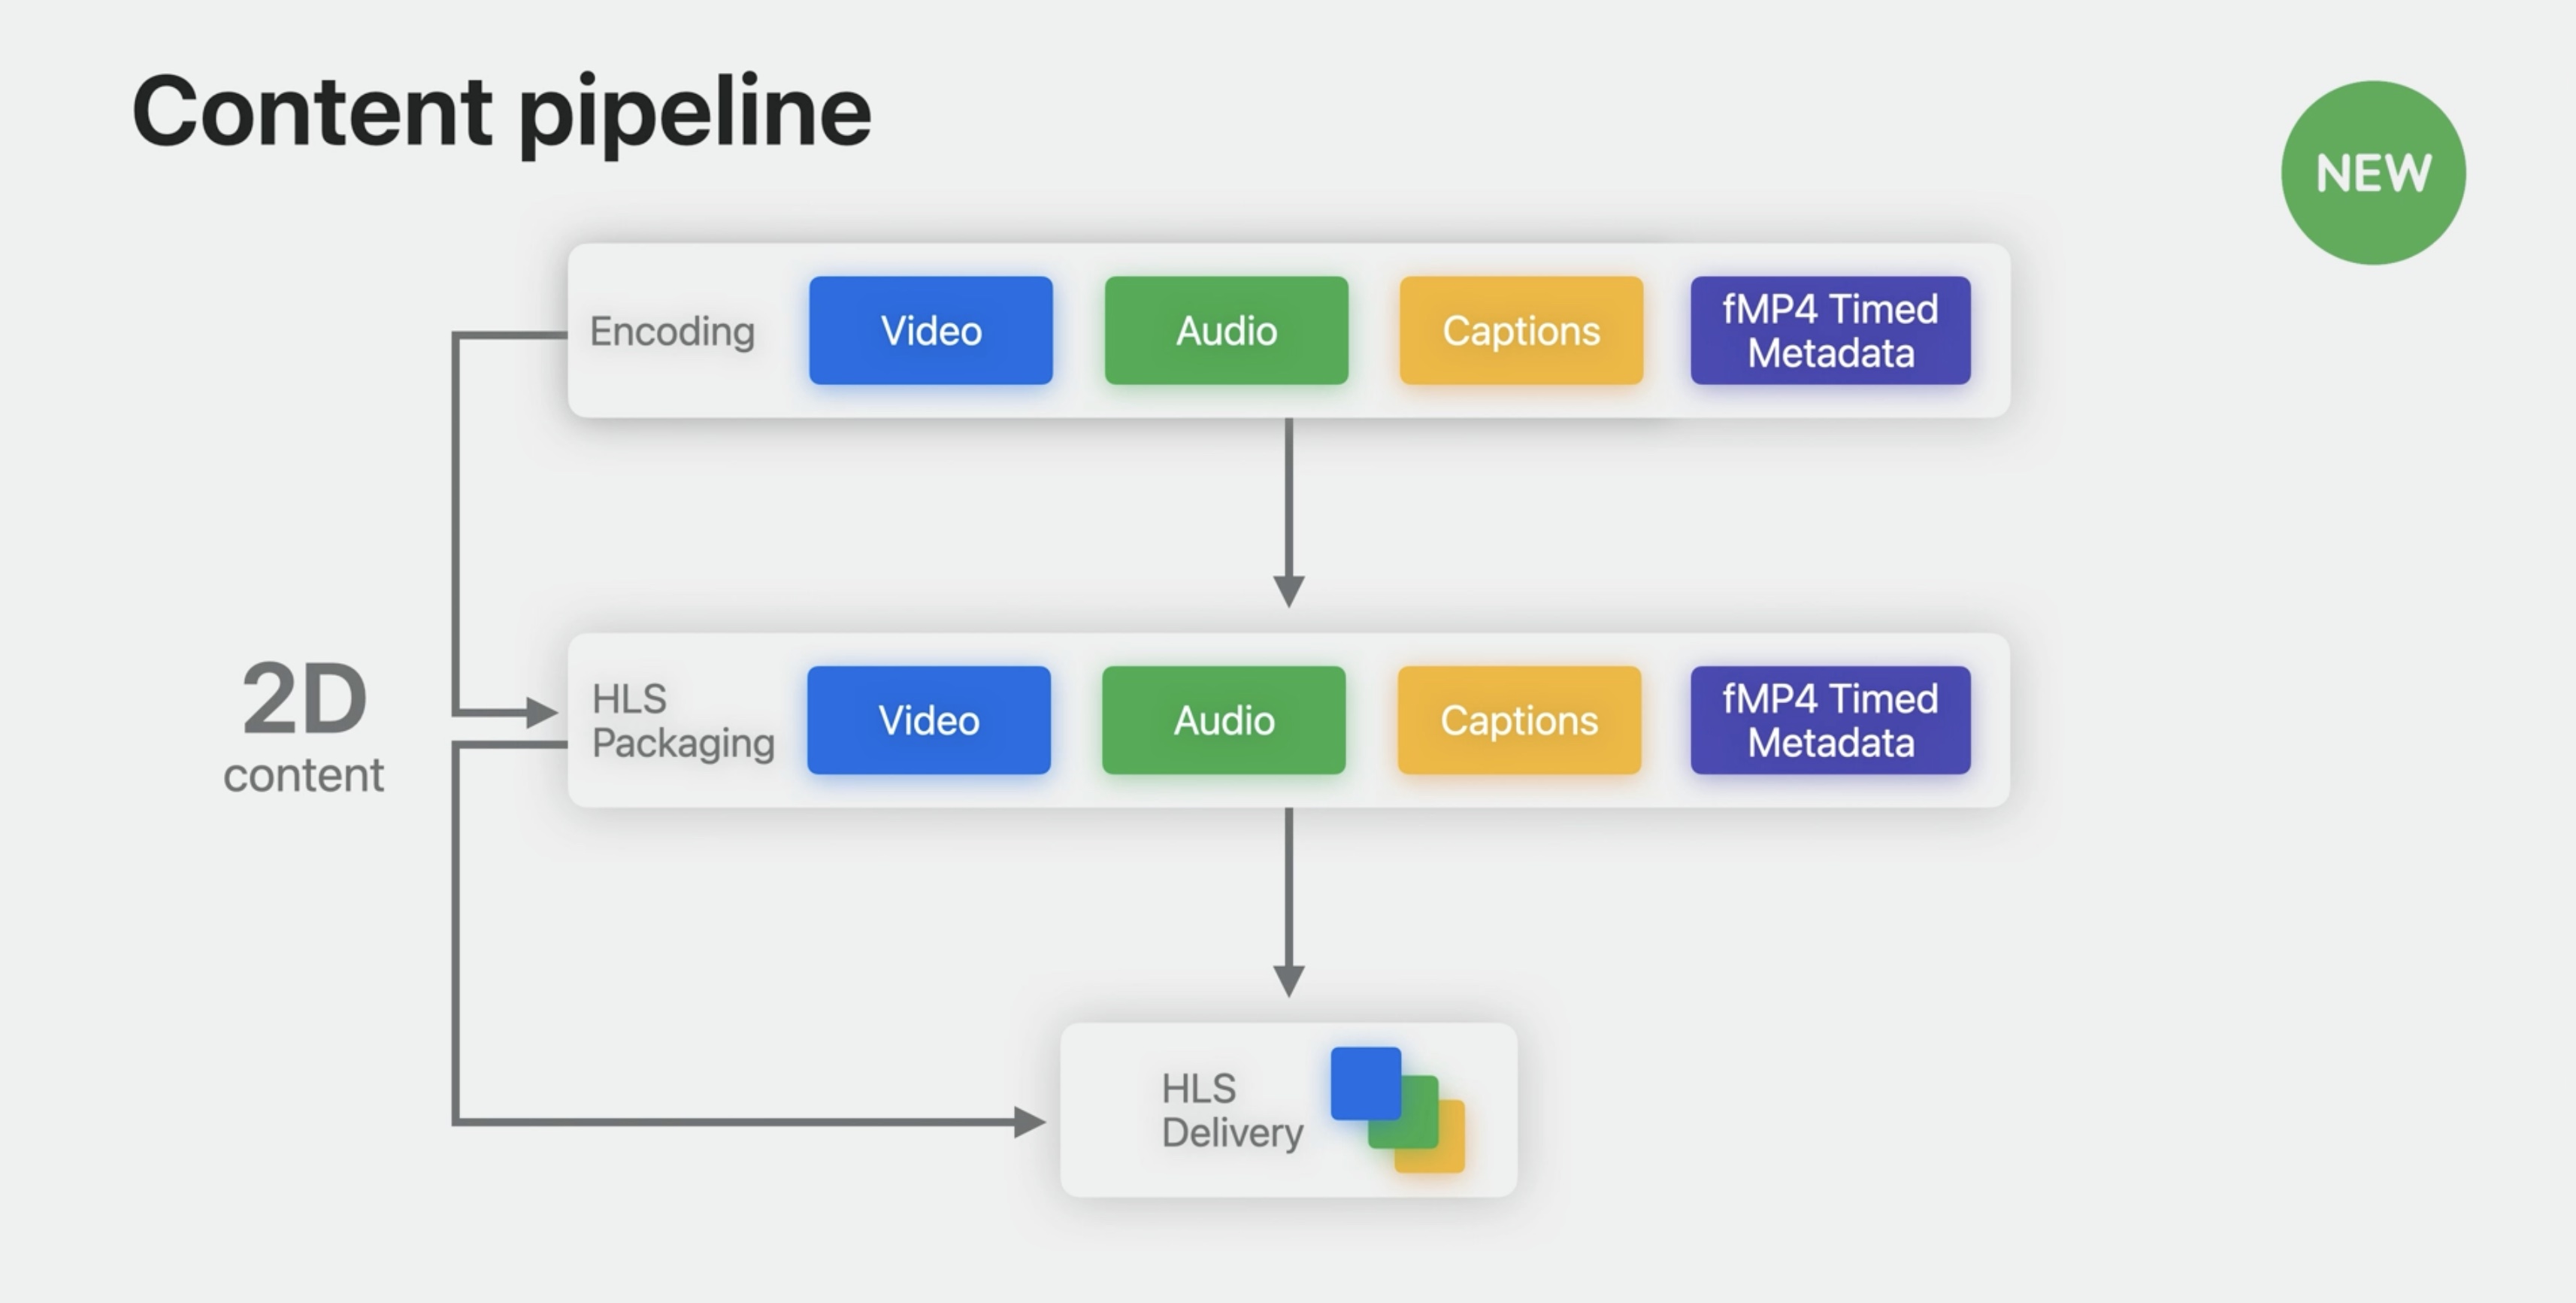 Content pipeline
NEW
Encoding
Video
Audio
Captions
fMP4 Timed
Metadata
2D
content
HLS
Packaging
Video
Audio
Captions
fMP4 Timed
Metadata
HLS
Delivery